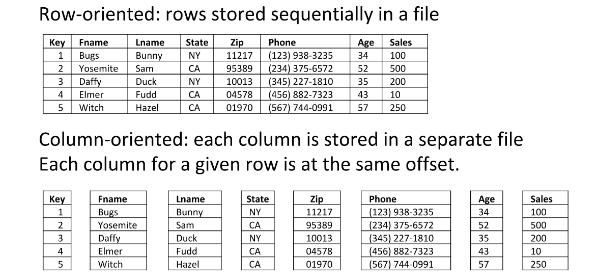 Row-oriented: rows stored sequentially in a file
Key Fname Lname State Zip Phone Age Sales
1 Bugs Bunny NY 11217 (123) 938-3235 34 100
2 Yosemite Sam CA 95389 (234) 375-6572 52 500
3 Daffy Duck NY 10013 (345) 227-1810 35 200
4 Elmer Fudd CA 04578 (456) 882-7323 43 10
5 Witch Hazel CA 01970 (567) 744-0991 57 250
Column-oriented: each column is stored in a separate file
Each column for a given row is at the same offset.
Key Fname Lname State Zip Phone Age Sales
1 Bugs Bunny NY 11217 (123) 938-3235 34 100
2 Yosemite Sam CA 95389 (234) 375-6572 52 500
3 Daffy Duck NY 10013 (345) 227-1810 35 200
4 Elmer Fudd CA 04578 (456) 882-7323 43 10
5 Witch Hazel CA 01970 (567) 744-0991 57 250